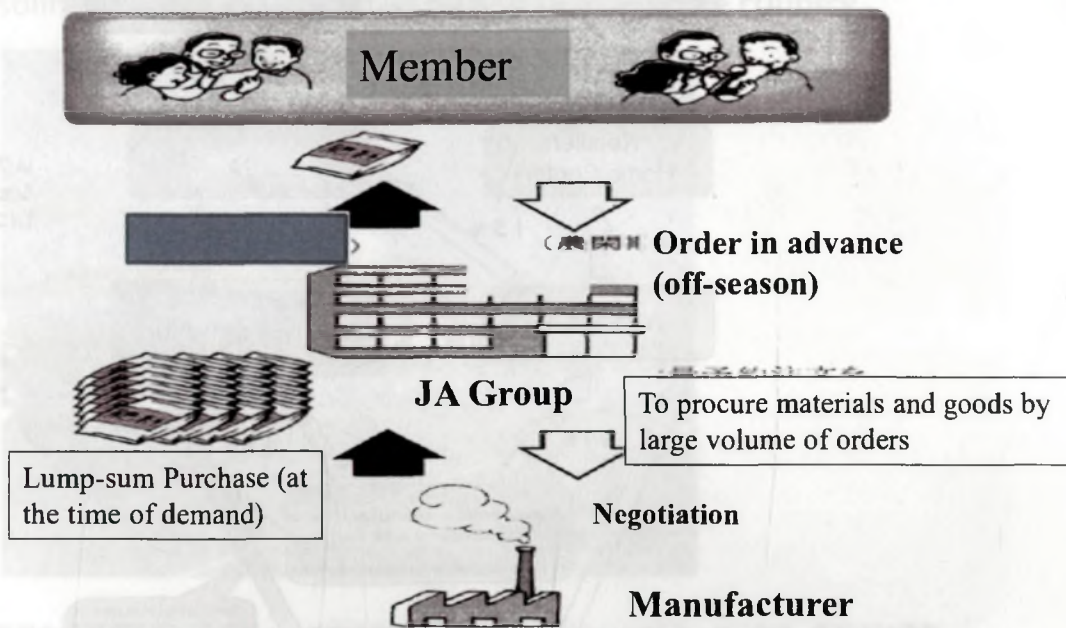 Member
Order in advance
(off-season)
JA Group
To procure materials and goods by
large volume of orders
Lump-sum Purchase (at
the time of demand)
Negotiation
Manufacturer